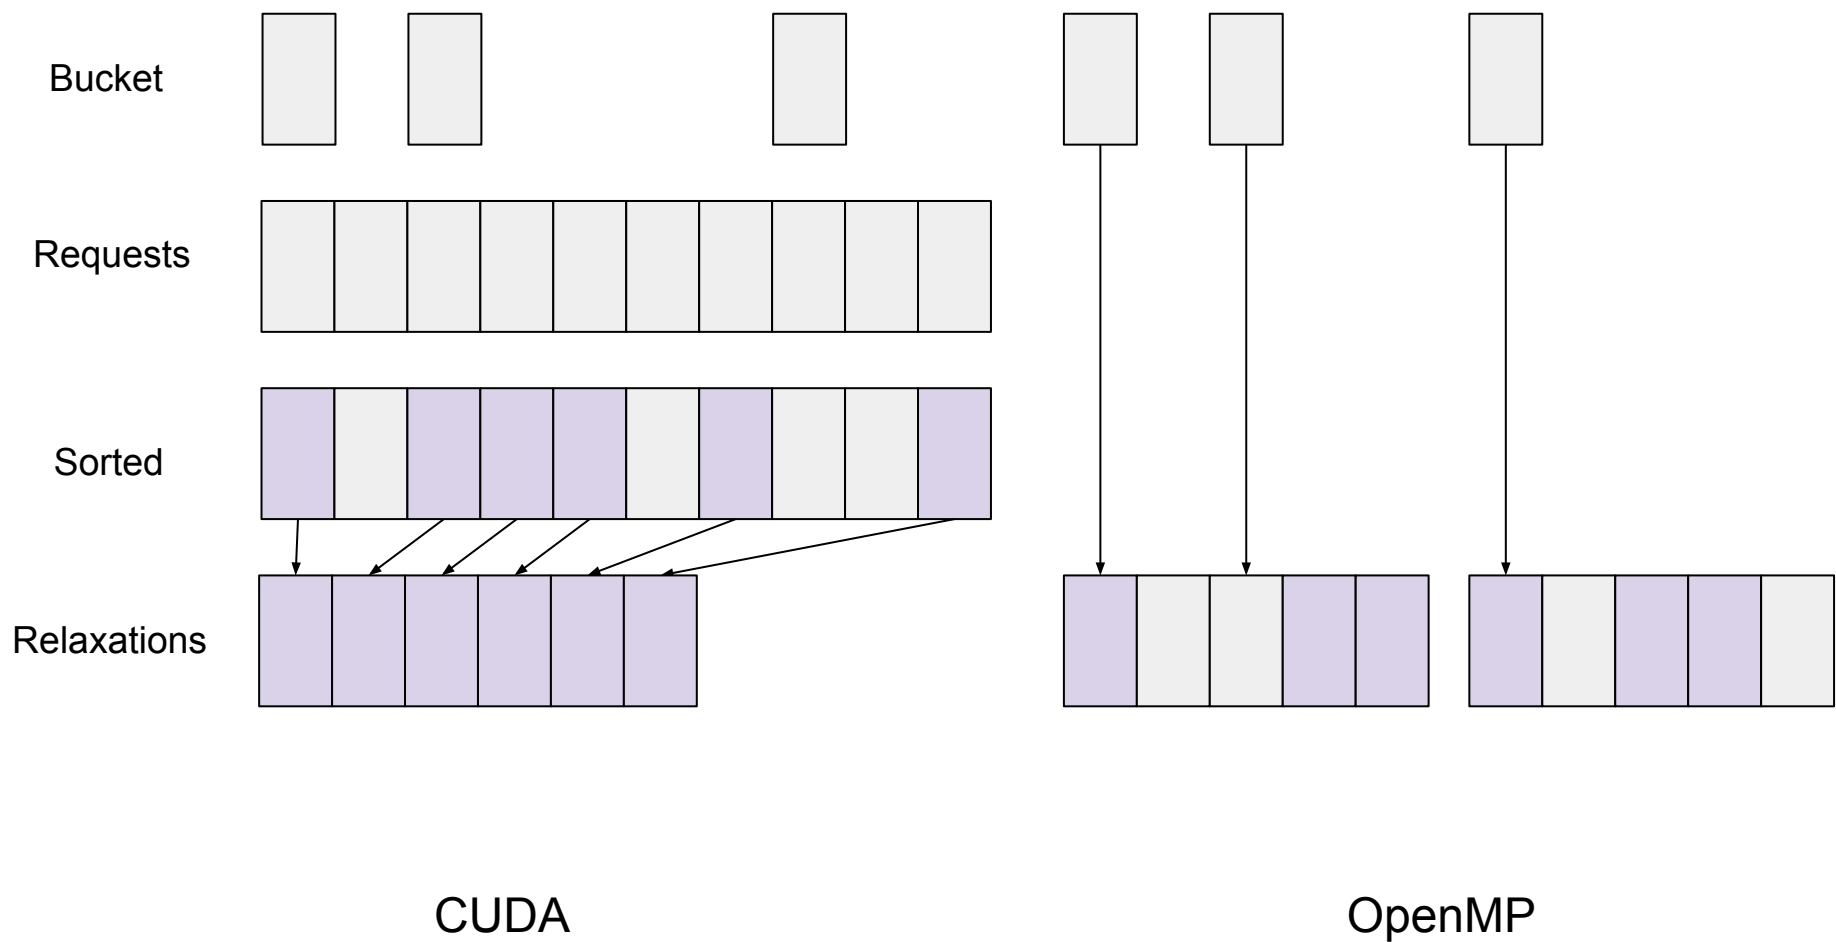 Bucket
Requests
Sorted
Relaxations
CUDA
OpenMP